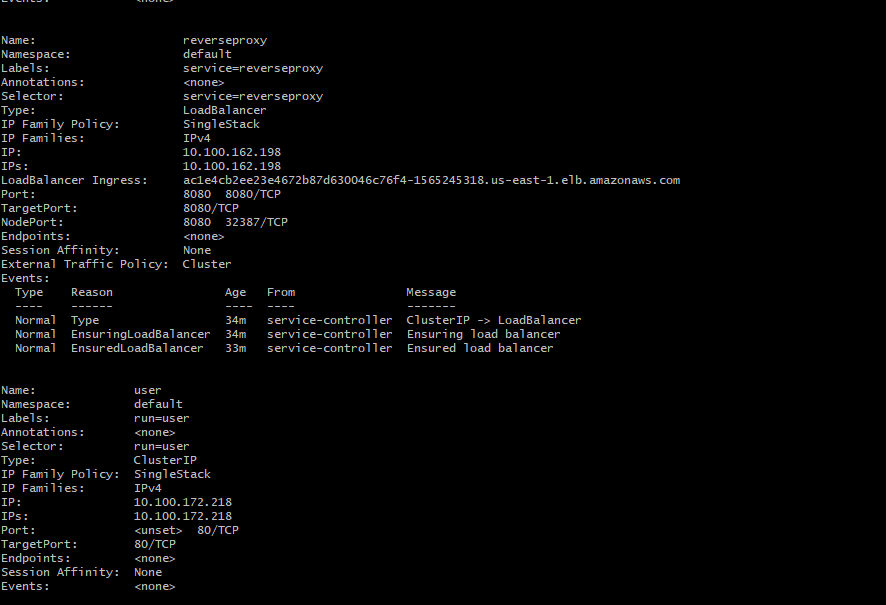 Events: <none>
Name: reverseproxy
Namespace: default
Labels: service=reverseproxy
Annotations: <none>
Selector: service=reverseproxy
Type: LoadBalancer
IP Family Policy: SingleStack
IP Families: IPv4
IP: 10.100.162.198
IPs: 10.100.162.198
LoadBalancer Ingress: ac1e4cb2ee23e4672b87d630046c76f4-1565245318.us-east-1.elb.amazonaws.com
Port: 8080 8080/TCP
TargetPort: 8080/TCP
NodePort: 8080 32387/TCP
Endpoints: <none>
Session Affinity: None
External Traffic Policy: Cluster
Events:
Type Reason Age From Message
---- ------ ---- ---- -------
Normal Type 34m service-controller ClusterIP -> LoadBalancer
Normal EnsuringLoadBalancer 34m service-controller Ensuring load balancer
Normal EnsuredLoadBalancer 33m service-controller Ensured load balancer
Name: user
Namespace: default
Labels: run=user
Annotations: <none>
Selector: run=user
Type: ClusterIP
IP Family Policy: SingleStack
IP Families: IPv4
IP: 10.100.172.218
IPs: 10.100.172.218
Port: <unset> 80/TCP
TargetPort: 80/TCP
Endpoints: <none>
Session Affinity: None
Events: <none>